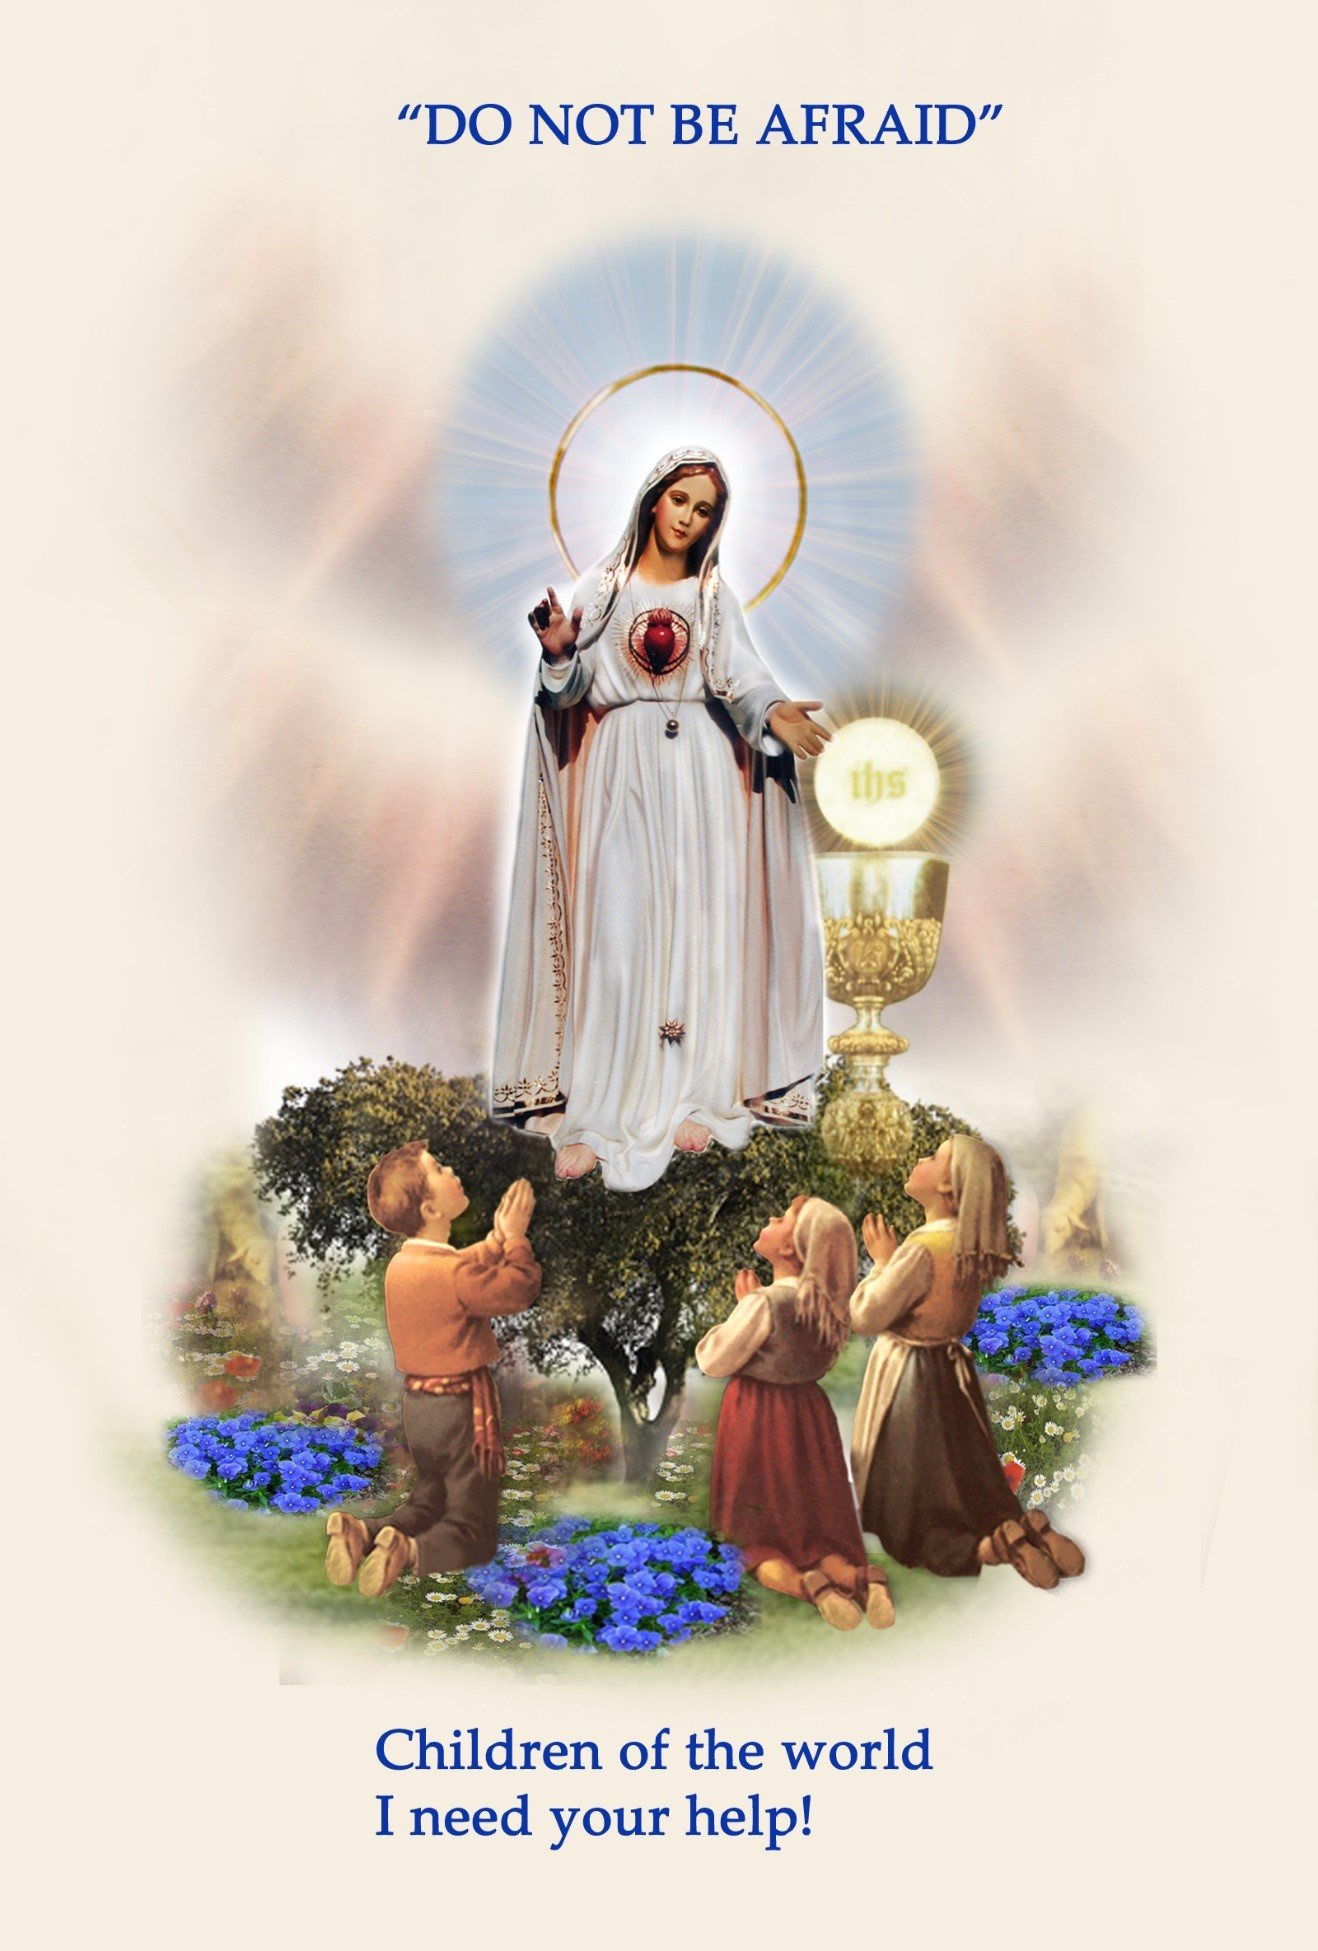 “DO NOT BE AFRAID”
ihs
Children of the world
I need your help!